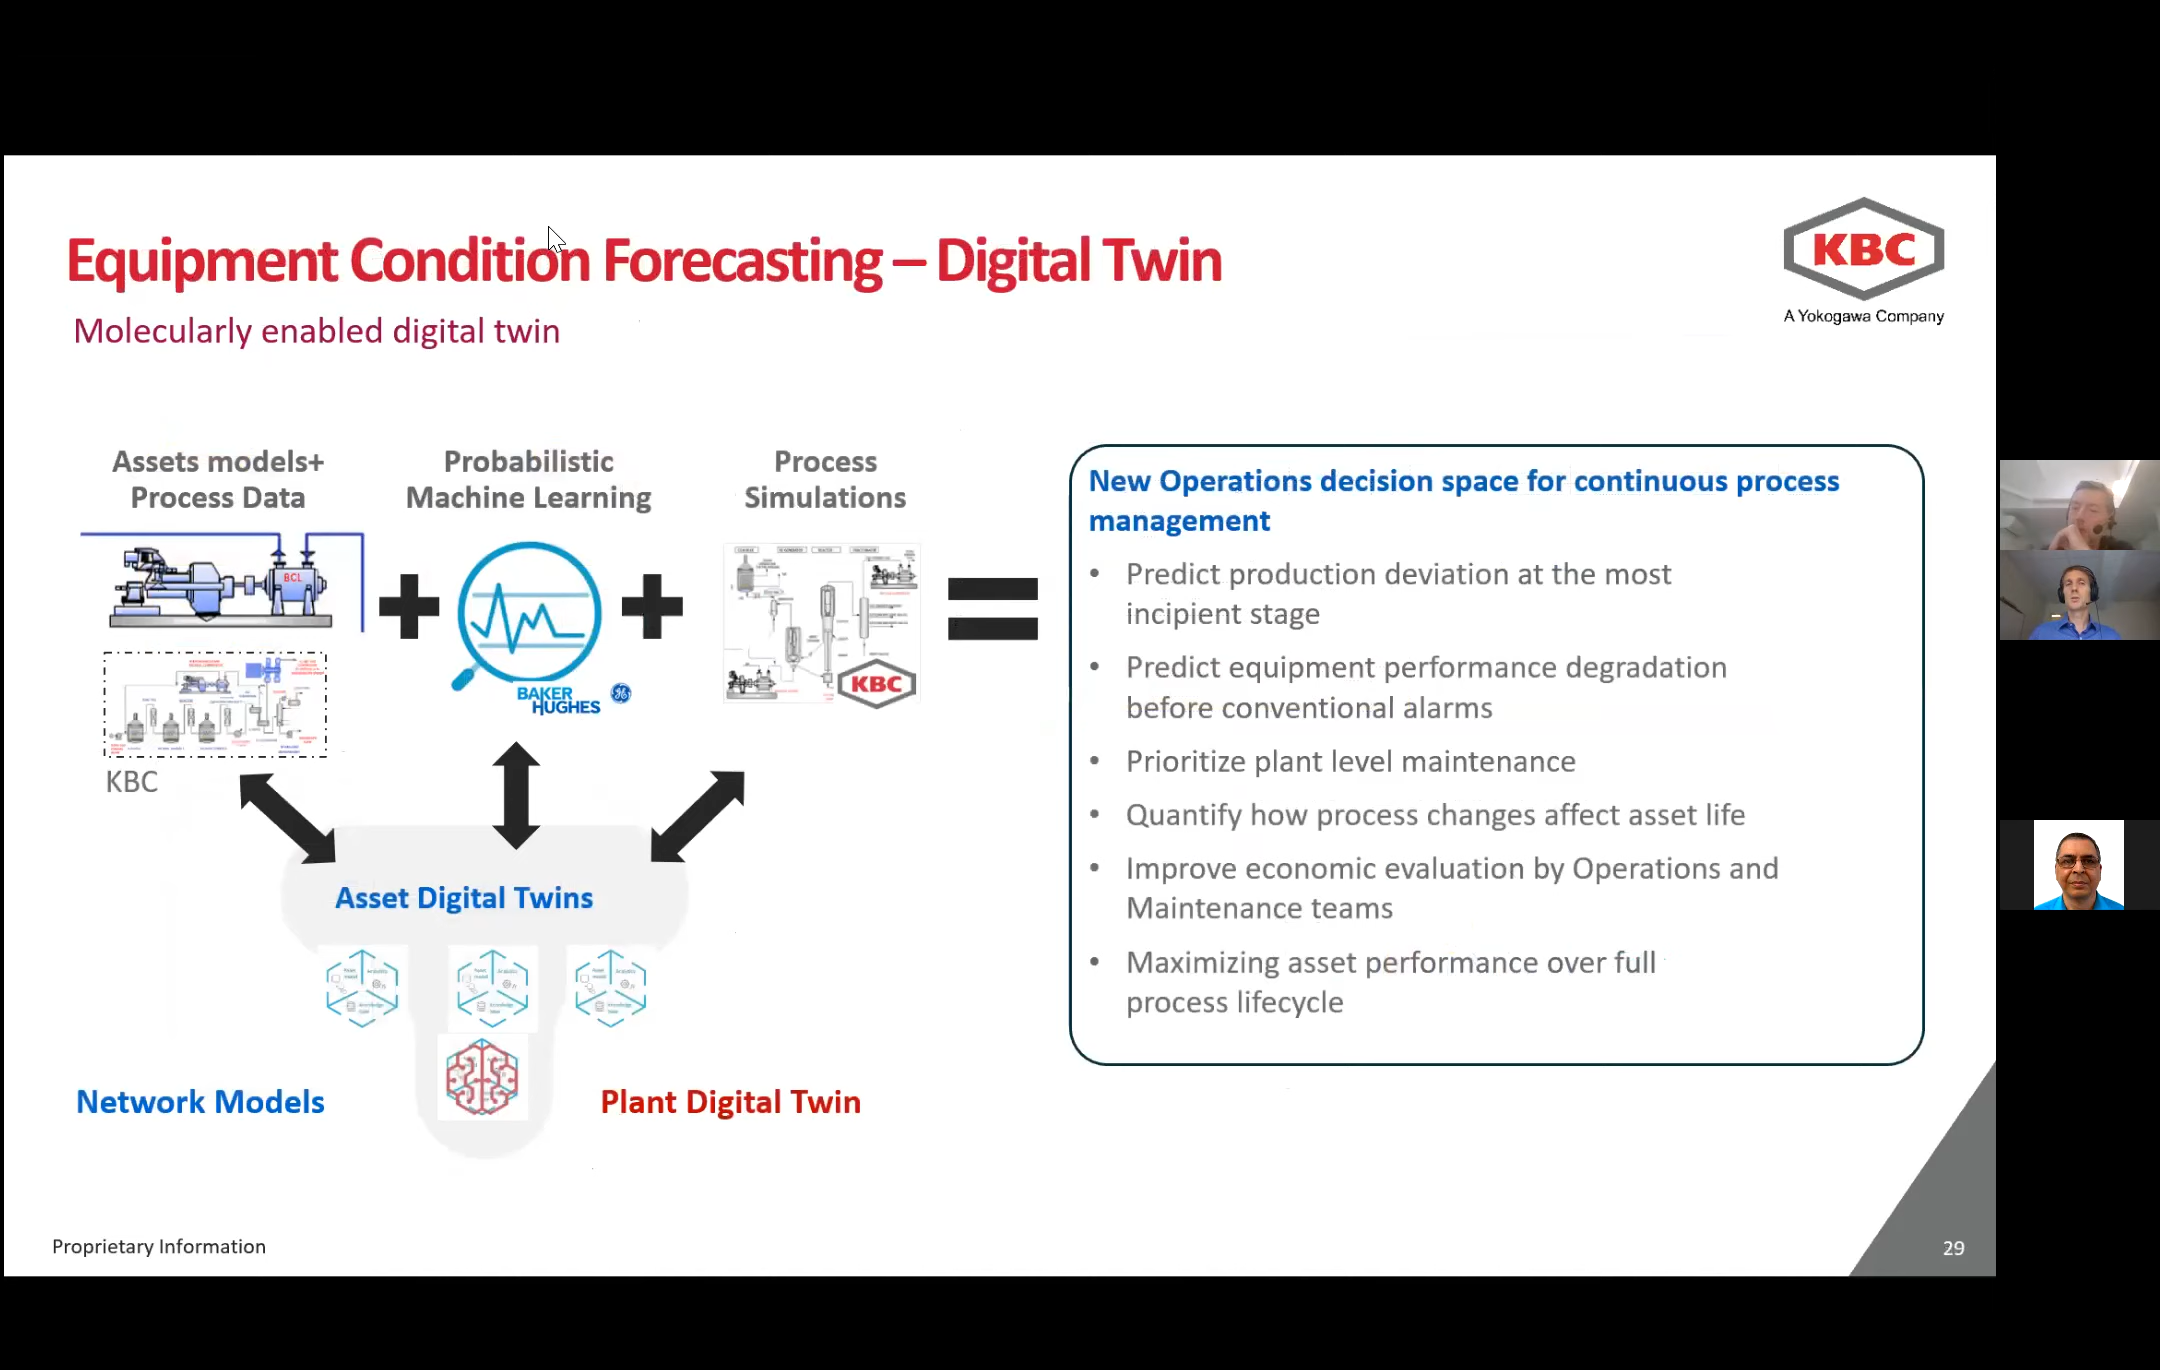 Equipment Condition Forecasting – Digital Twin
Molecularly enabled digital twin
KBC
A Yokogawa Company
Assets models+
Process Data
Probabilistic
Machine Learning
Process
Simulations
BCL
BAKER
HUGHES
KBC
KBC
Asset Digital Twins
Network Models
Plant Digital Twin
New Operations decision space for continuous process
management
• Predict production deviation at the most
incipient stage
• Predict equipment performance degradation
before conventional alarms
• Prioritize plant level maintenance
• Quantify how process changes affect asset life
• Improve economic evaluation by Operations and
Maintenance teams
• Maximizing asset performance over full
process lifecycle
Proprietary Information
29